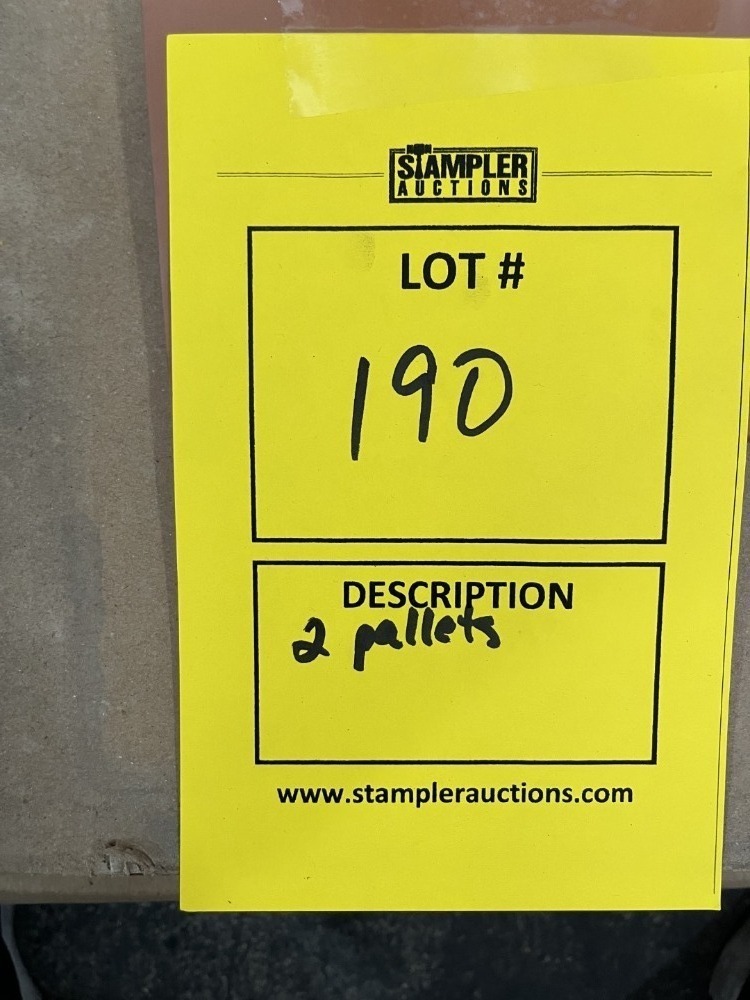 STAMPLER
AUCTIONS
LOT #
190
DESCRIPTION
2 pallets
www.stamplerauctions.com